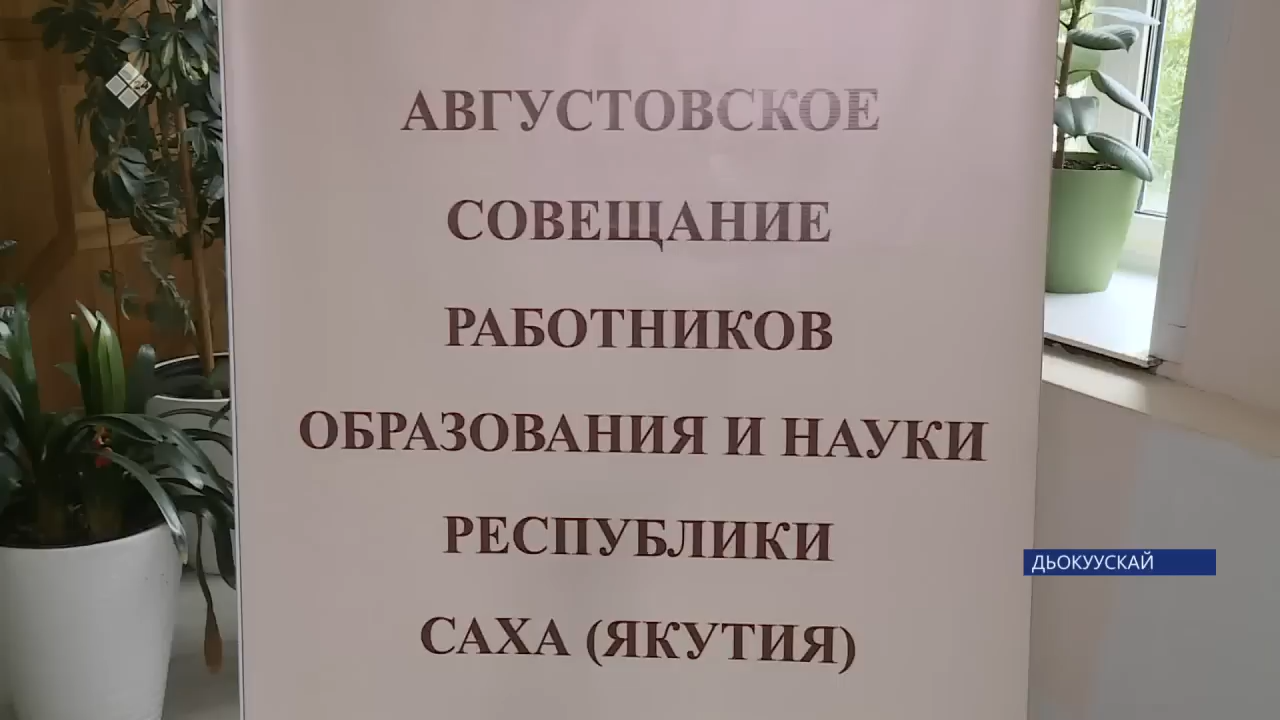 АВГУСТОВСКОЕ
СОВЕЩАНИЕ
РАБОТНИКОВ
ОБРАЗОВАНИЯ И НАУКИ
РЕСПУБЛИКИ
САХА (ЯКУТИЯ)
ДЬОКУУСКАЙ